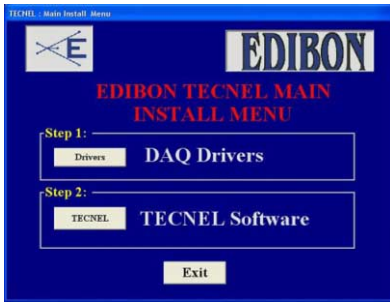 TECNEL : Main Install Menu
E
EDIBON
EDIBON TECNEL MAIN
INSTALL MENU
Step 1:
Drivers DAQ Drivers
Step 2:
TECNEL TECNEL Software
Exit